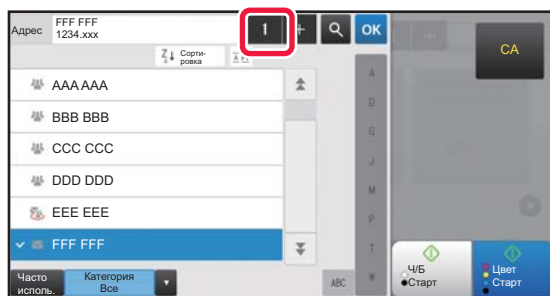 Адрес
FFF FFF
1234.xxx
1
+
OK
CA
Сорти-
ровка
AAA AAA
BBB BBB
CCC CCC
DDD DDD
EEE EEE
FFF FFF
A
D
G
J
M
P
T
W
Часто
исполь.
Категория
Все
ABC
Ч/Б
Старт
Цвет
Старт